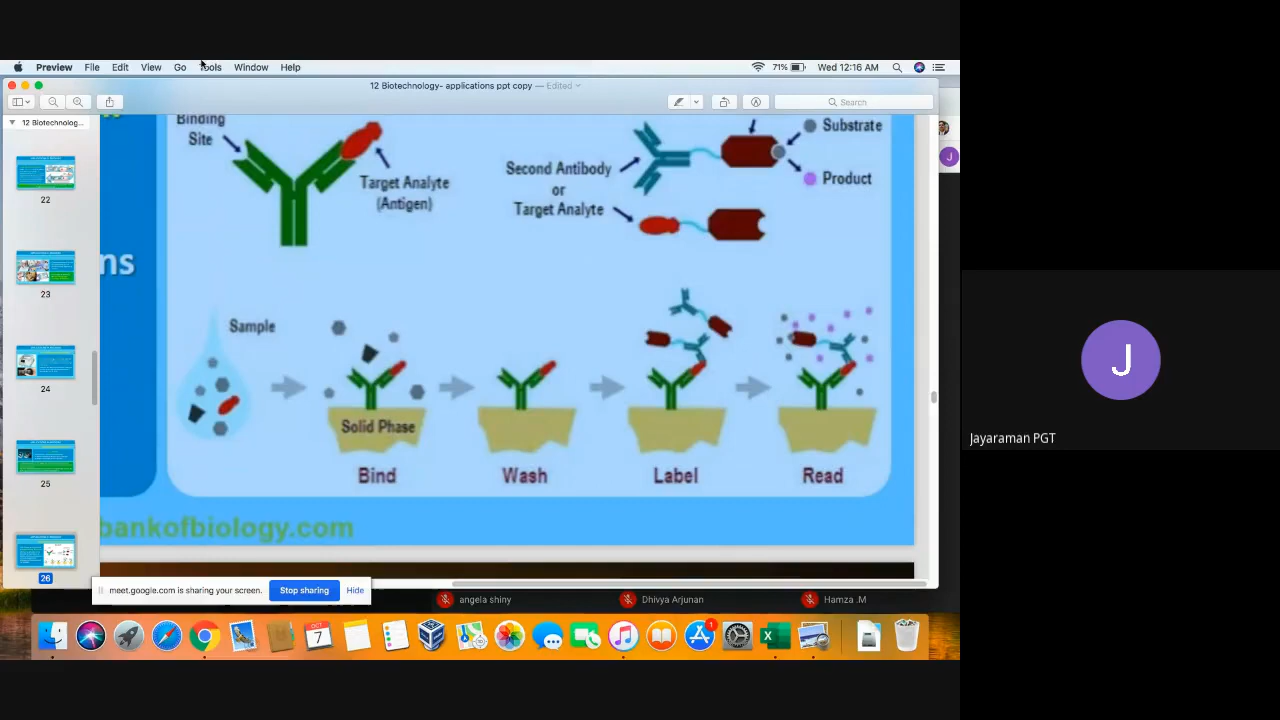 Preview File Edit View Go Tools Window Help
71% Wed 12:16 AM
12 Biotechnology- applications ppt copy — Edited
Search
12 Biotechnolog...
22
23
24
25
26
Binding
Site
Target Analyte
(Antigen)
Second Antibody
or
Target Analyte
Substrate
Product
ns
Sample
Solid Phase
Bind
Wash
Label
Read
bankofbiology.com
meet.google.com is sharing your screen. Stop sharing Hide
angela shiny
Dhivya Arjunan
Hamza .M
OCT
7
1
J
J
Jayaraman PGT